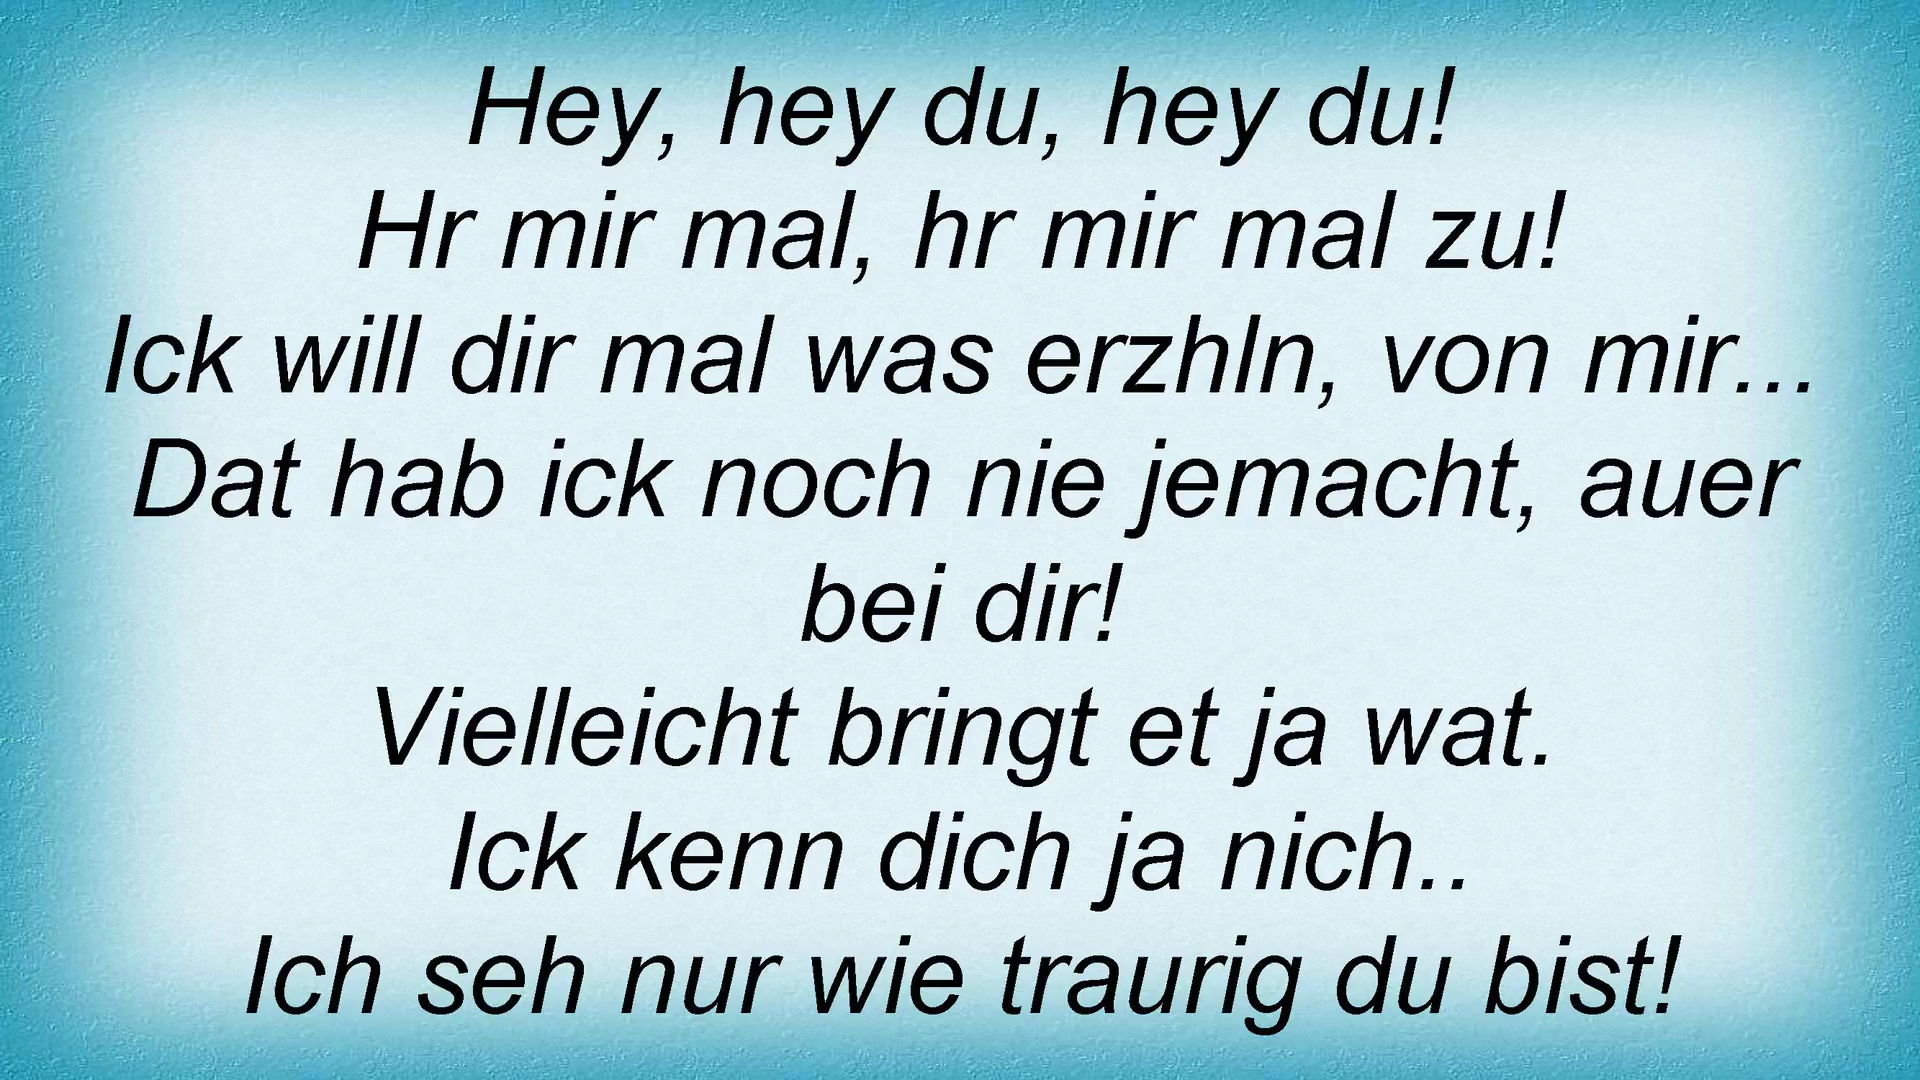 Hey, hey du, hey du!
Hr mir mal, hr mir mal zu!
Ick will dir mal was erzhln, von mir...
Dat hab ick noch nie jemacht, auer
bei dir!
Vielleicht bringt et ja wat.
Ick kenn dich ja nich..
Ich seh nur wie traurig du bist!